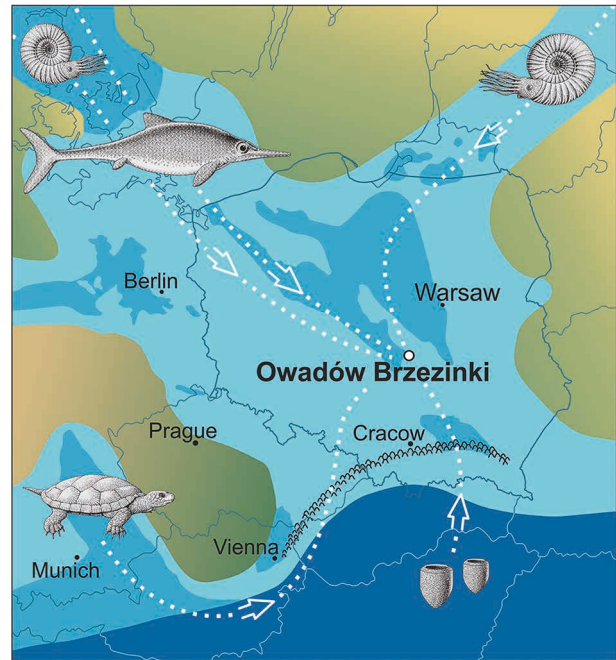 Berlin
Warsaw
Owadów Brzezinki
Prague
Cracow
Vienna
Munich